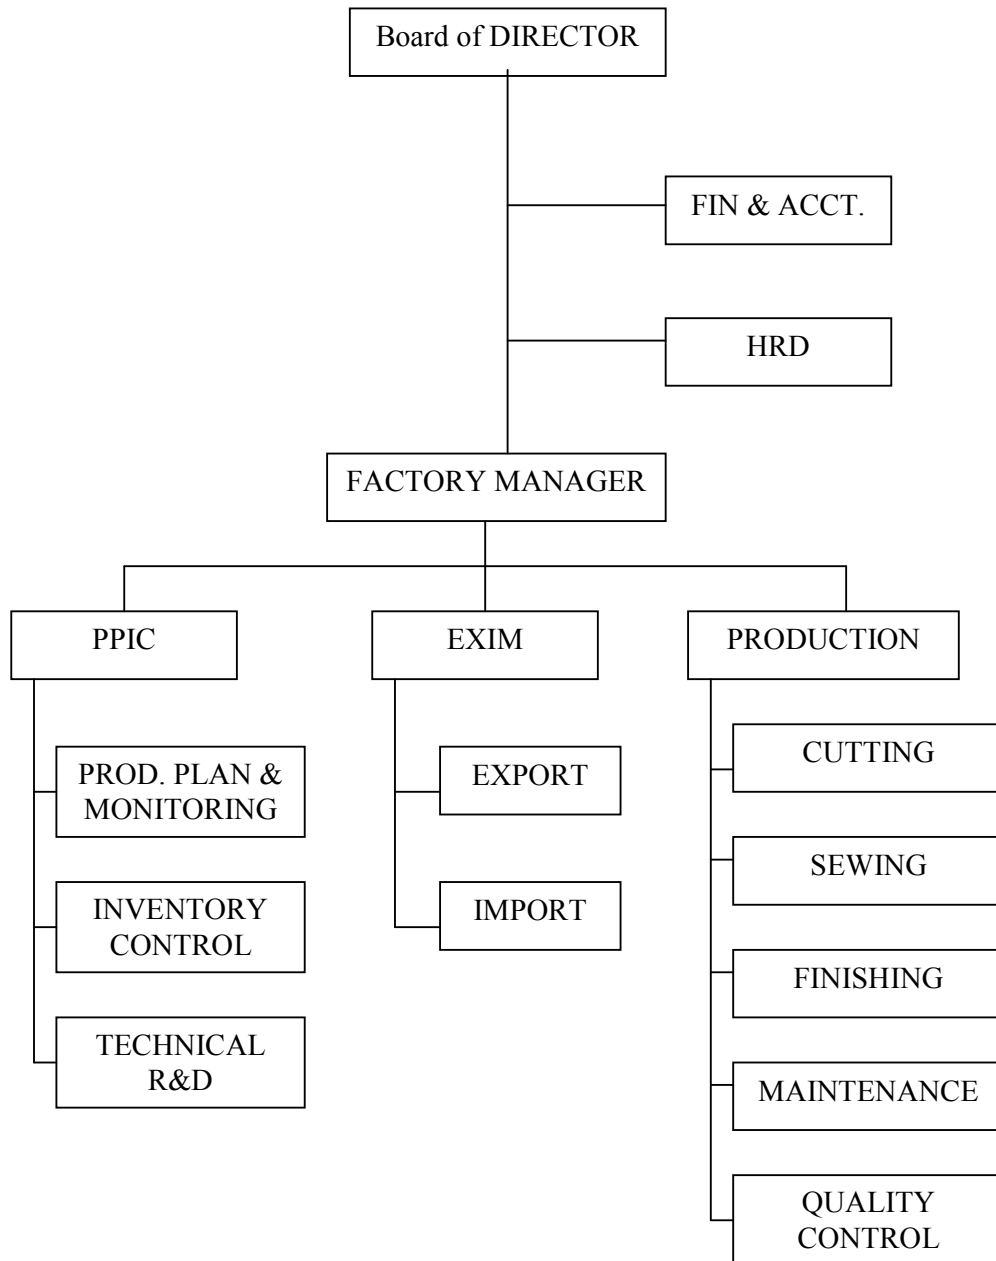 Board of DIRECTOR
FIN & ACCT.
HRD
FACTORY MANAGER
PPIC
EXIM
PRODUCTION
PROD. PLAN &
MONITORING
INVENTORY
CONTROL
TECHNICAL
R&D
EXPORT
IMPORT
CUTTING
SEWING
FINISHING
MAINTENANCE
QUALITY
CONTROL